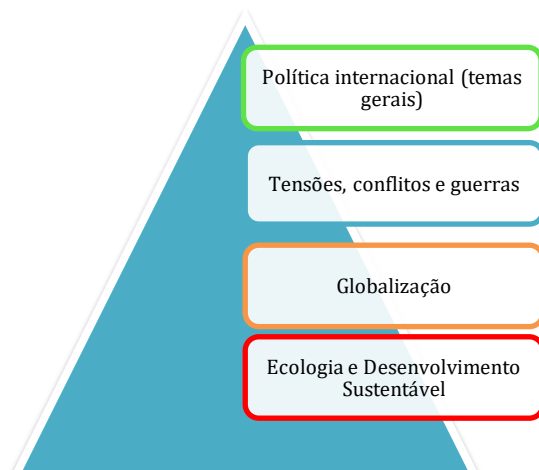 Política internacional (temas
gerais)
Tensões, conflitos e guerras
Globalização
Ecologia e Desenvolvimento
Sustentável